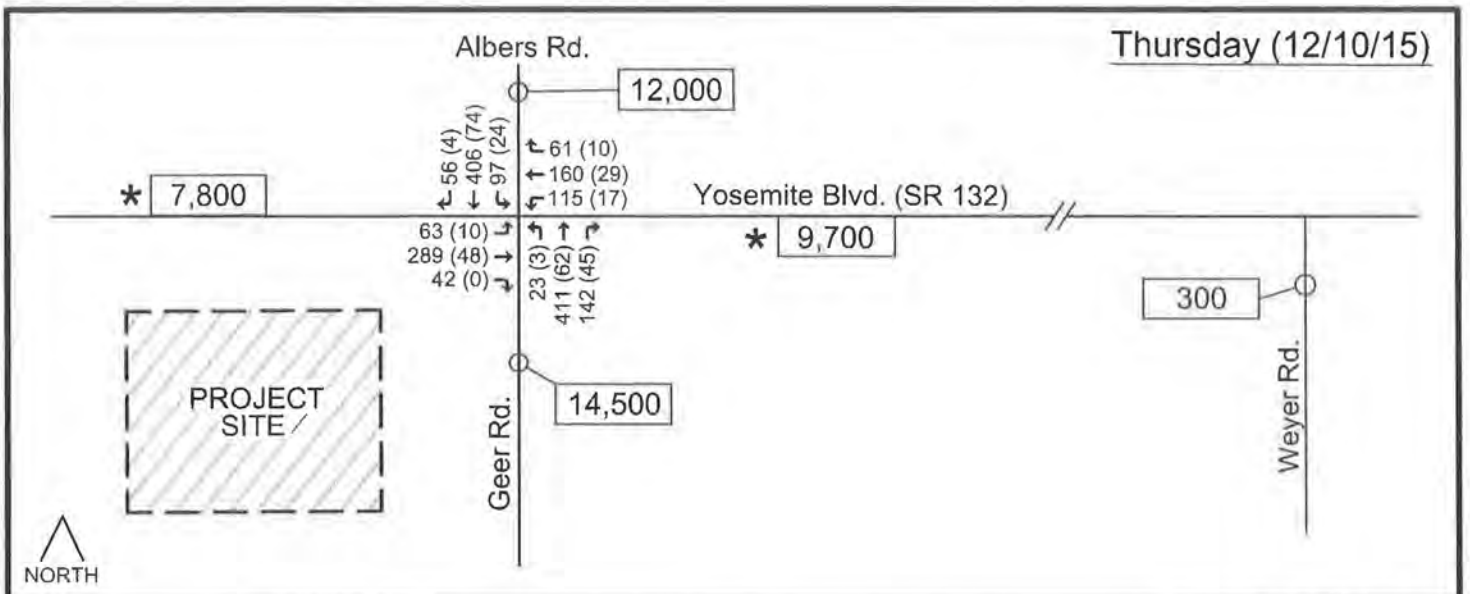 Thursday (12/10/15)
Albers Rd.
12,000
56 (4)
406 (74)
97 (24)
61 (10)
160 (29)
115 (17)
* 7,800
Yosemite Blvd. (SR 132)
* 9,700
63 (10)
289 (48)
42 (0)
23 (3)
411 (62)
142 (45)
300
PROJECT
SITE
14,500
Geer Rd.
Weyer Rd.
NORTH